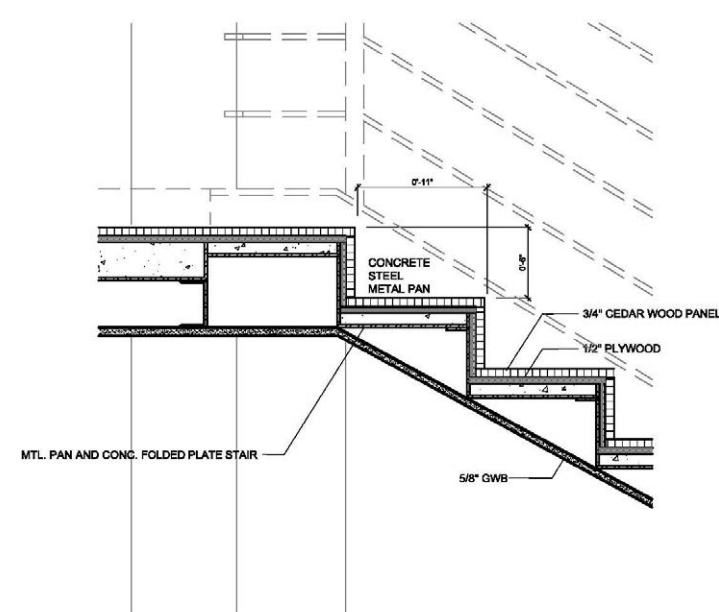 0'-11"
0'-6"
CONCRETE
STEEL
METAL PAN
3/4" CEDAR WOOD PANEL
1/2" PLYWOOD
MTL. PAN AND CONC. FOLDED PLATE STAIR
5/8" GWB